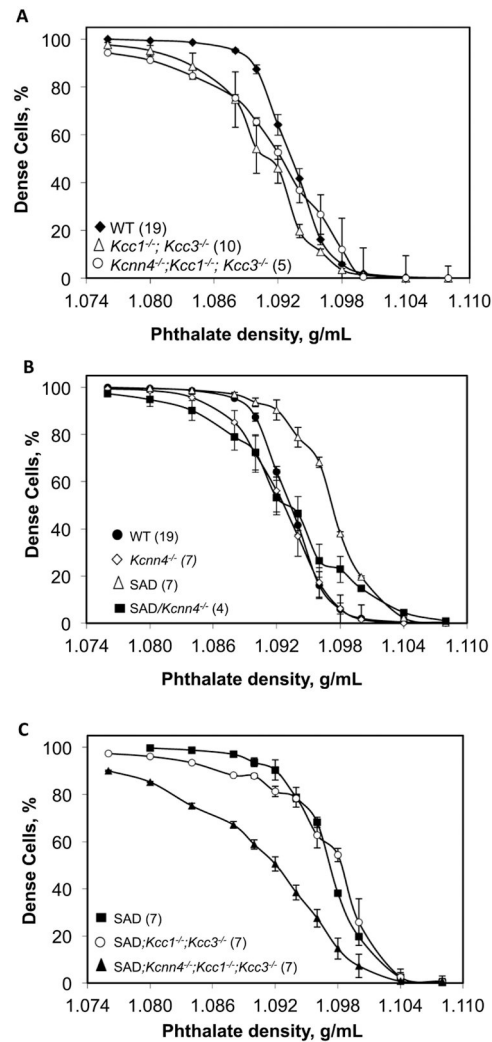 A
Dense Cells, %
100
80
60
40
20
0
◆ WT (19)
△ Kcc1⁻/⁻; Kcc3⁻/⁻ (10)
○ Kcnn4⁻/⁻;Kcc1⁻/⁻; Kcc3⁻/⁻ (5)
1.074 1.080 1.086 1.092 1.098 1.104 1.110
Phthalate density, g/mL
B
Dense Cells, %
100
80
60
40
20
0
● WT (19)
◇ Kcnn4⁻/⁻ (7)
△ SAD (7)
■ SAD/Kcnn4⁻/⁻ (4)
1.074 1.080 1.086 1.092 1.098 1.104 1.110
Phthalate density, g/mL
C
Dense Cells, %
100
80
60
40
20
0
■ SAD (7)
○ SAD;Kcc1⁻/⁻;Kcc3⁻/⁻ (7)
▲ SAD;Kcnn4⁻/⁻;Kcc1⁻/⁻;Kcc3⁻/⁻ (7)
1.074 1.080 1.086 1.092 1.098 1.104 1.110
Phthalate density, g/mL